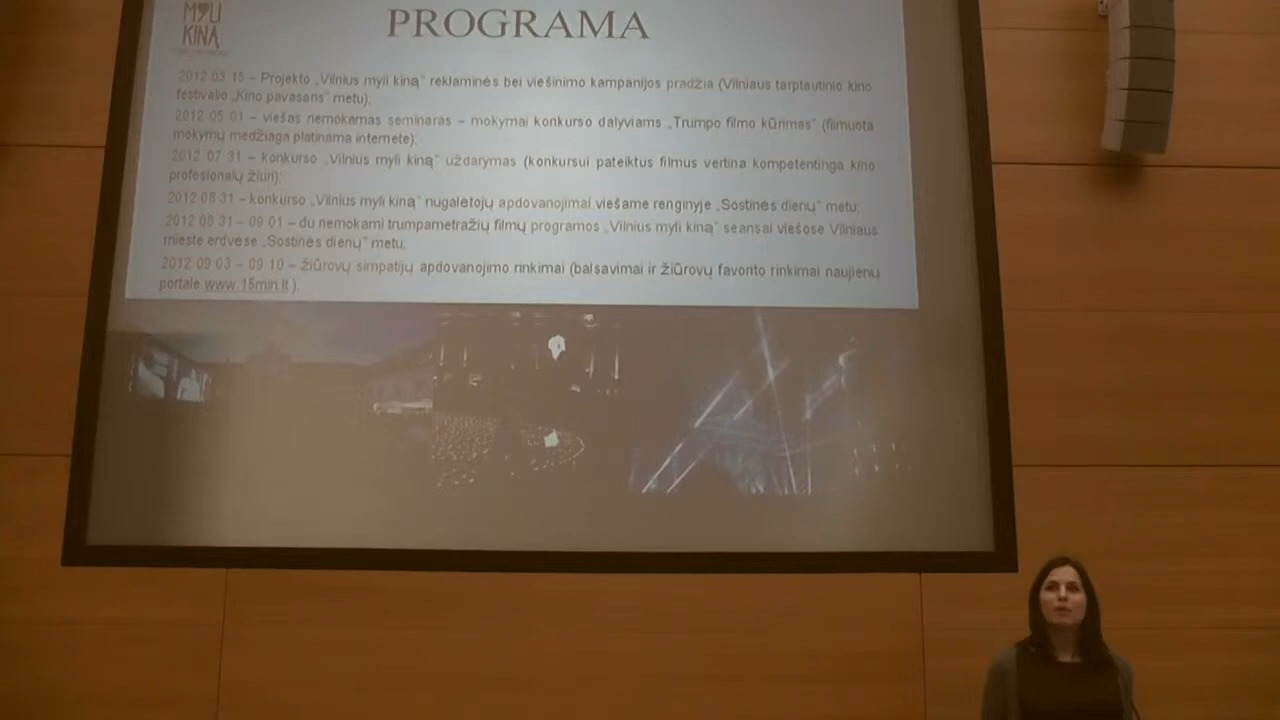 MYLI
KINĄ
PROGRAMA
2012 03 15 – Projekto „Vilnius myli kiną" reklaminės bei viešinimo kampanijos pradžia (Vilniaus tarptautinio kino
festivalio „Kino pavasaris" metu);
2012 05 01 – viešas nemokamas seminaras – mokymai konkurso dalyviams „Trumpo filmo kūrimas" (filmuota
mokymų medžiaga platinama internete);
2012 07 31 – konkurso „Vilnius myli kiną" uždarymas (konkursui pateiktus filmus vertina kompetentinga kino
profesionalų žiuri);
2012 08 31 – konkurso „Vilnius myli kiną" nugalėtojų apdovanojimai viešame renginyje „Sostinės dienų" metu;
2012 08 31 – 09 01 – du nemokami trumpametražių filmų programos „Vilnius myli kiną" seansai viešose Vilniaus
mieste erdvėse „Sostinės dienų" metu;
2012 09 03 – 09 10 – žiūrovų simpatijų apdovanojimo rinkimai (balsavimai ir žiūrovų favorito rinkimai naujienų
portale www.15min.lt ).